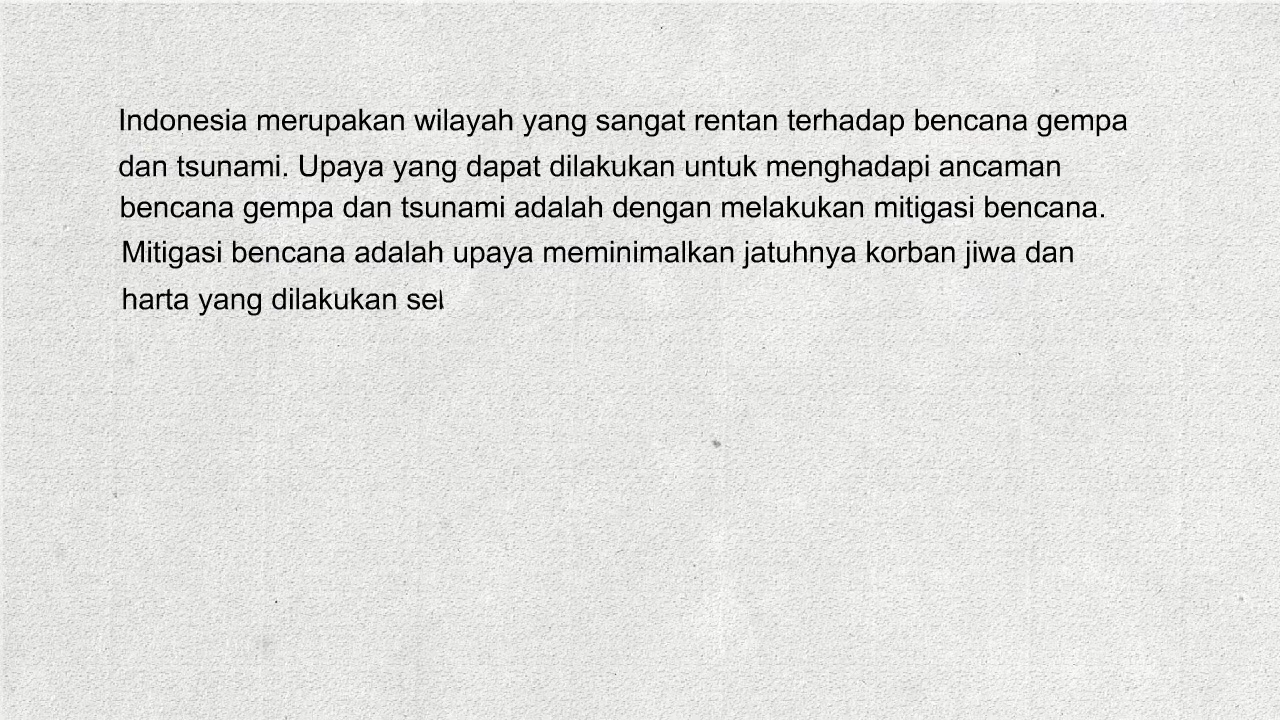 Indonesia merupakan wilayah yang sangat rentan terhadap bencana gempa
dan tsunami. Upaya yang dapat dilakukan untuk menghadapi ancaman
bencana gempa dan tsunami adalah dengan melakukan mitigasi bencana.
Mitigasi bencana adalah upaya meminimalkan jatuhnya korban jiwa dan
harta yang dilakukan sel